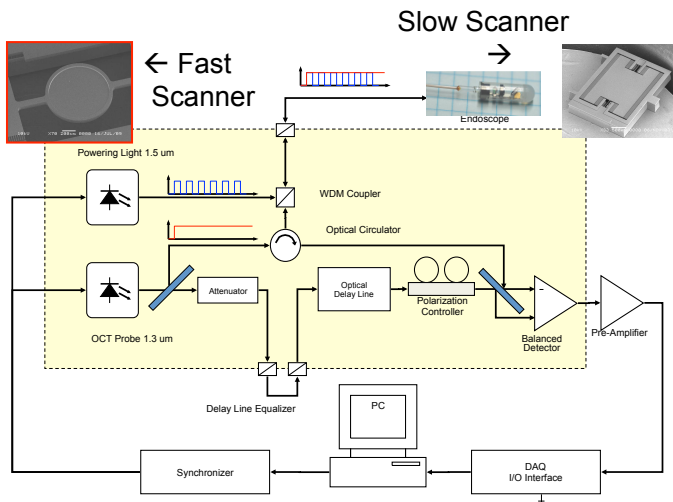 Slow Scanner
→
← Fast
Scanner
Endoscope
Powering Light 1.5 um
WDM Coupler
Optical Circulator
Attenuator
Optical
Delay Line
Polarization
Controller
-
OCT Probe 1.3 um
Balanced
Detector
Pre-Amplifier
Delay Line Equalizer
PC
Synchronizer
DAQ
I/O Interface